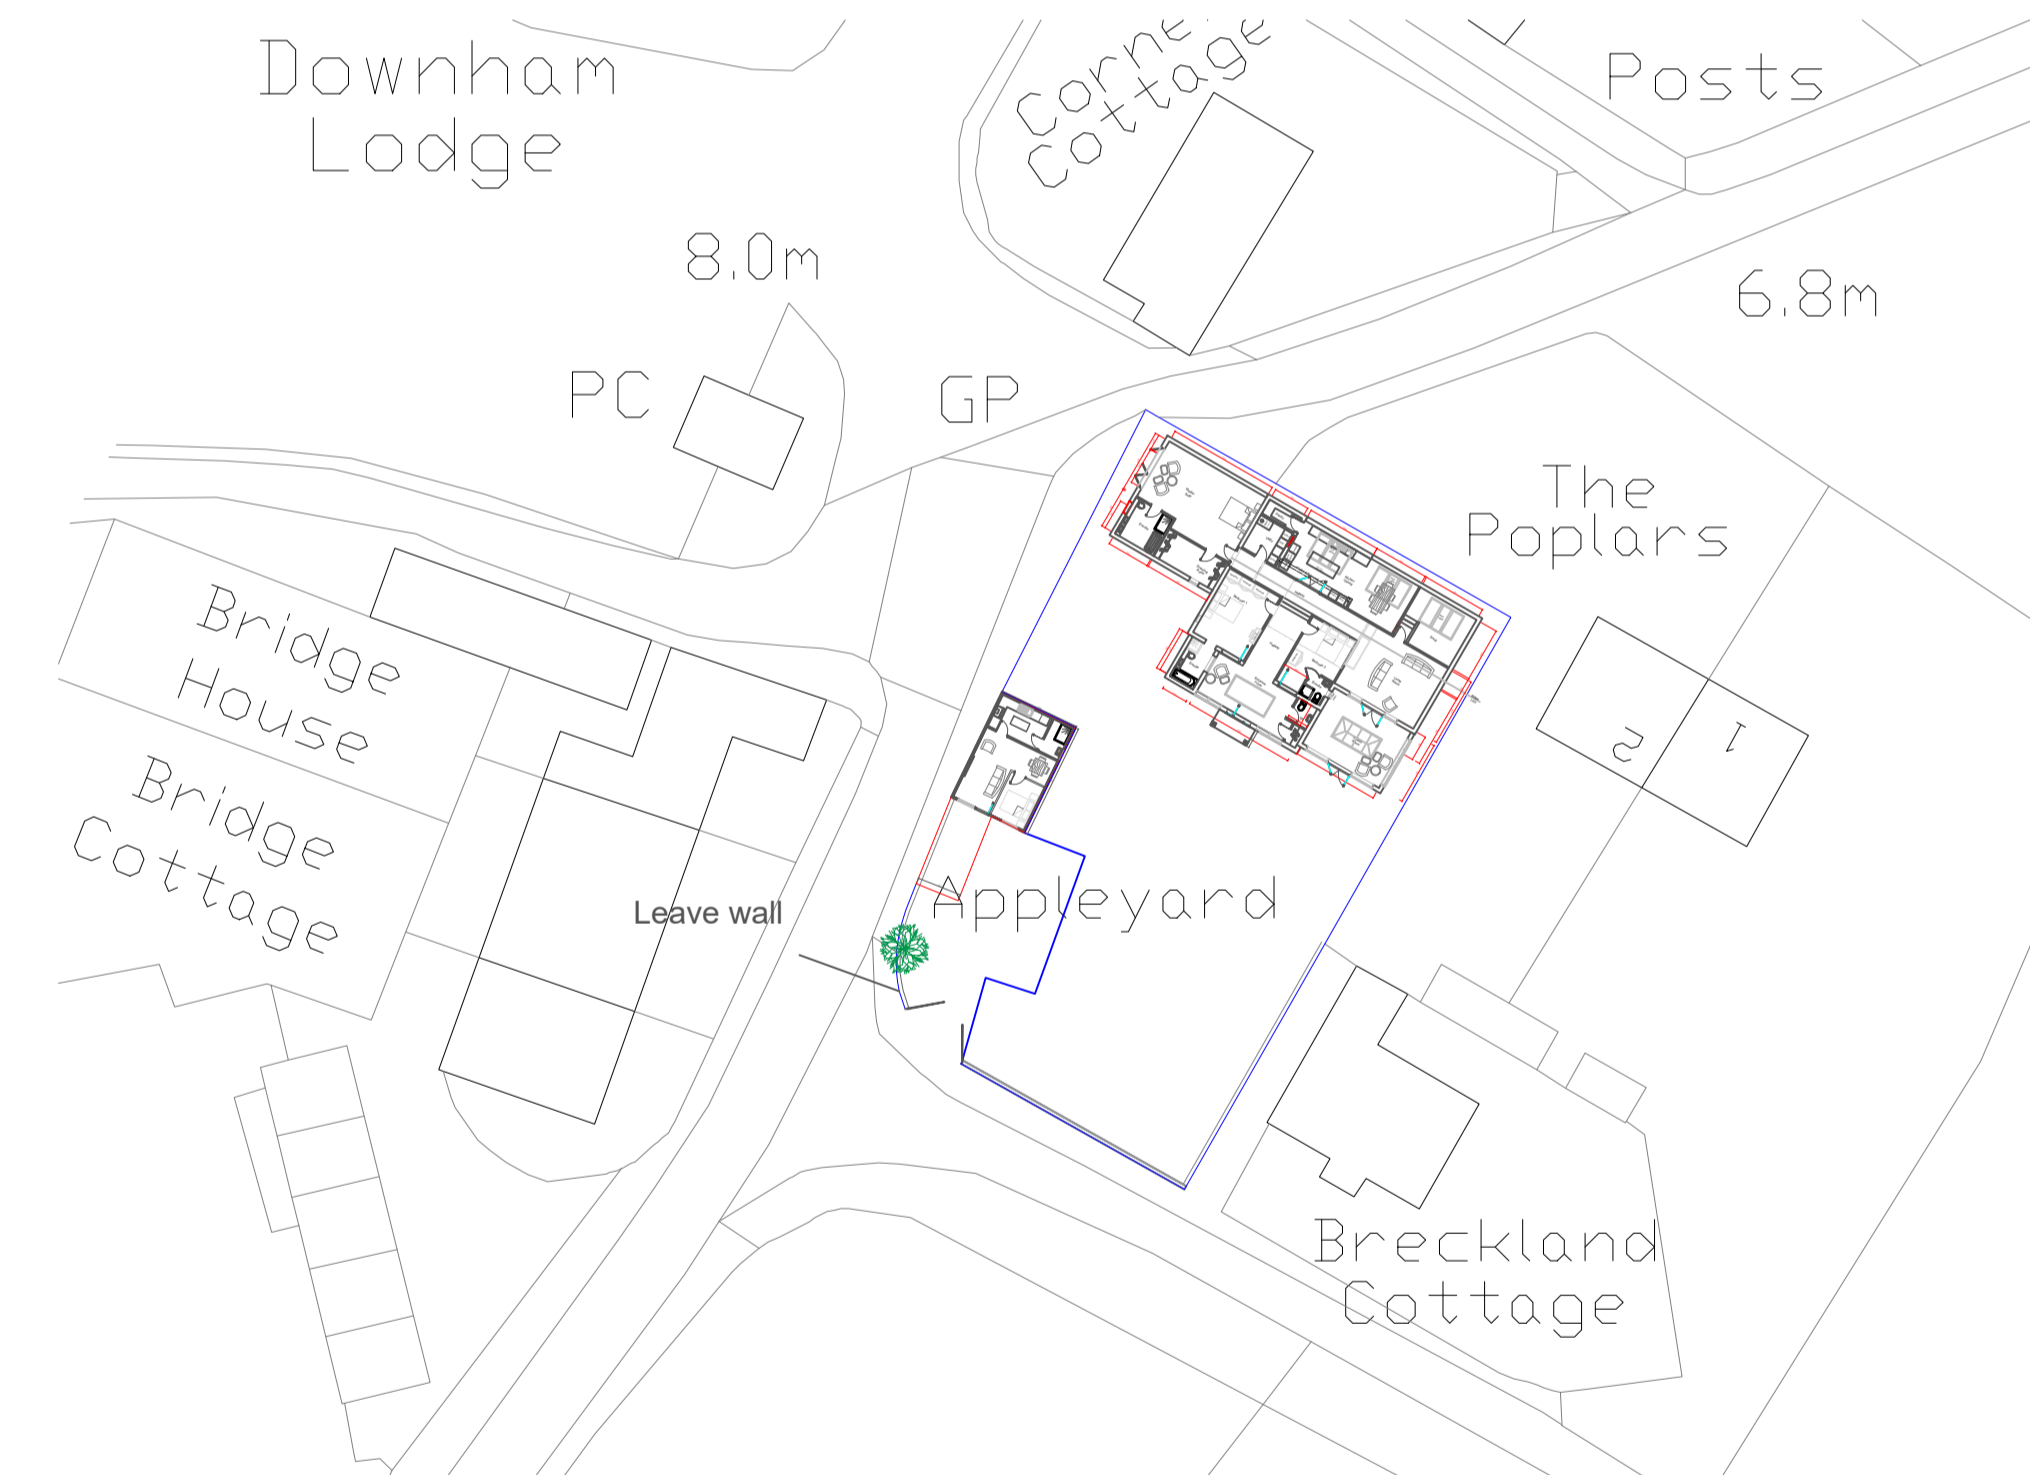 Downham
Lodge
Corne
Cottage
Posts
8.0m
6.8m
PC
GP
The
Poplars
Bridge
House
2
1
Bridge
Cottage
Leave wall
Appleyard
Breckland
Cottage